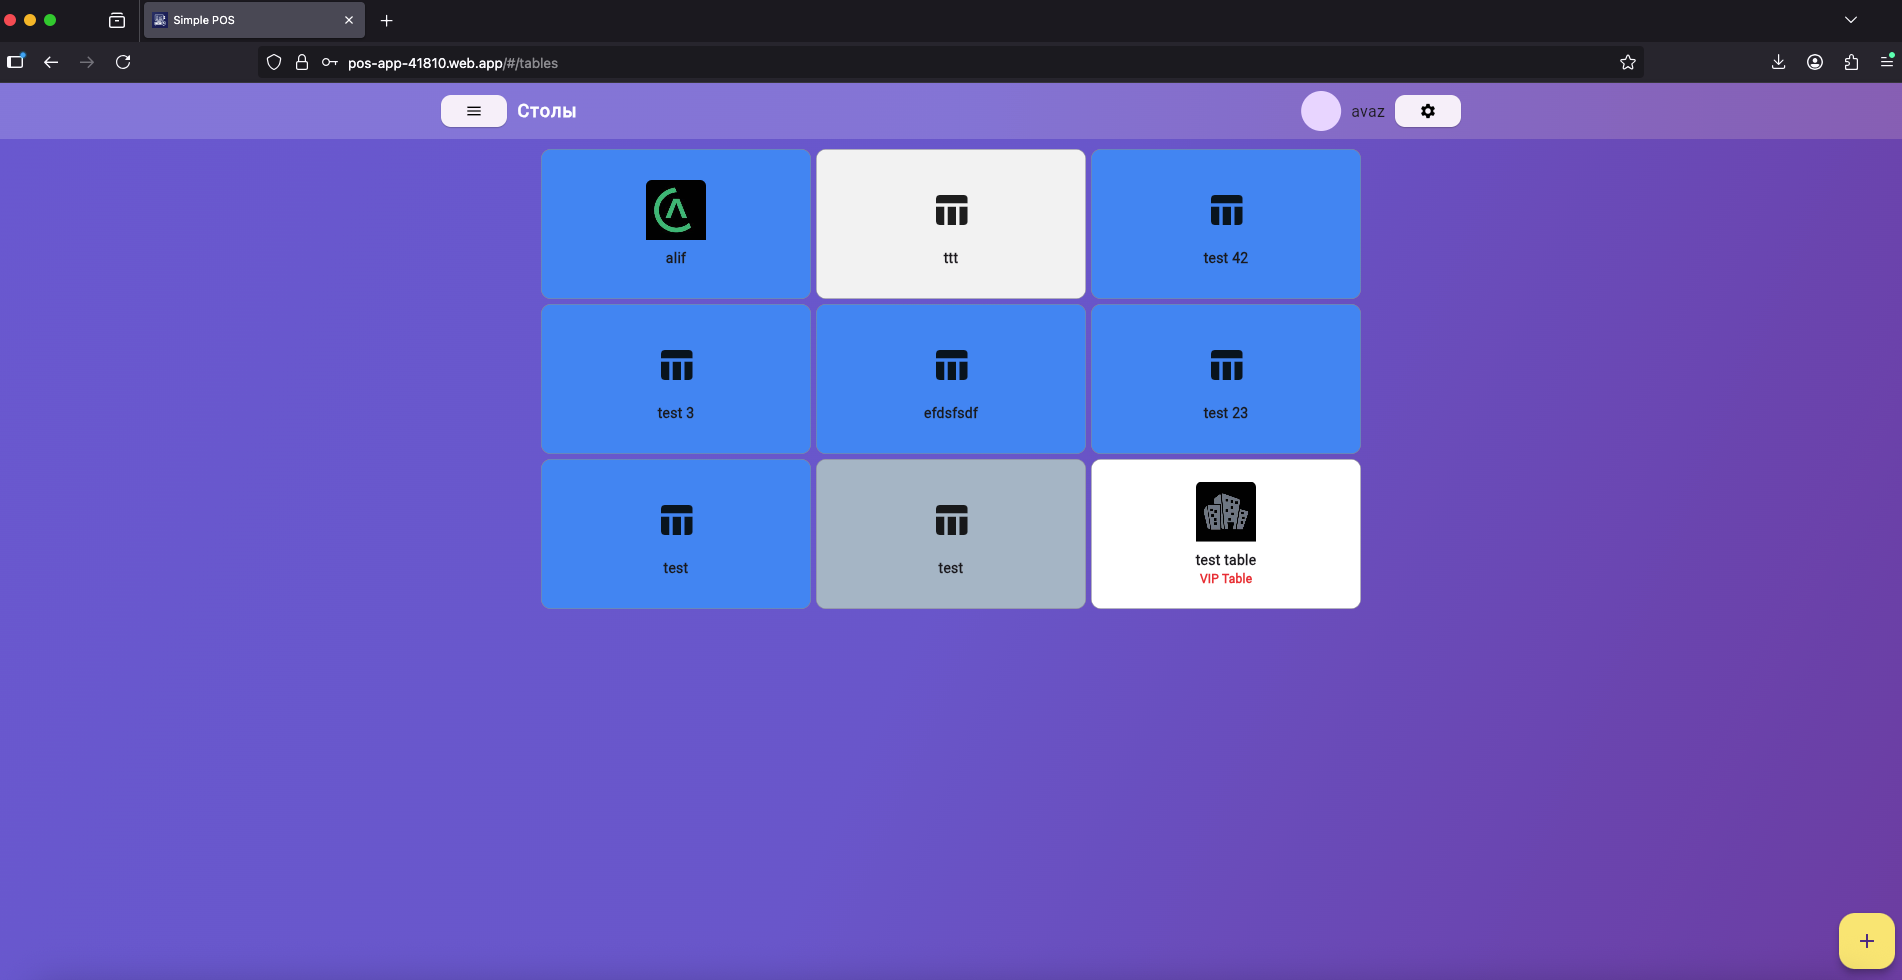 Simple POS
pos-app-41810.web.app/#/tables
Столы
avaz
alif
ttt
test 42
test 3
efdsfsdf
test 23
test
test
test table
VIP Table